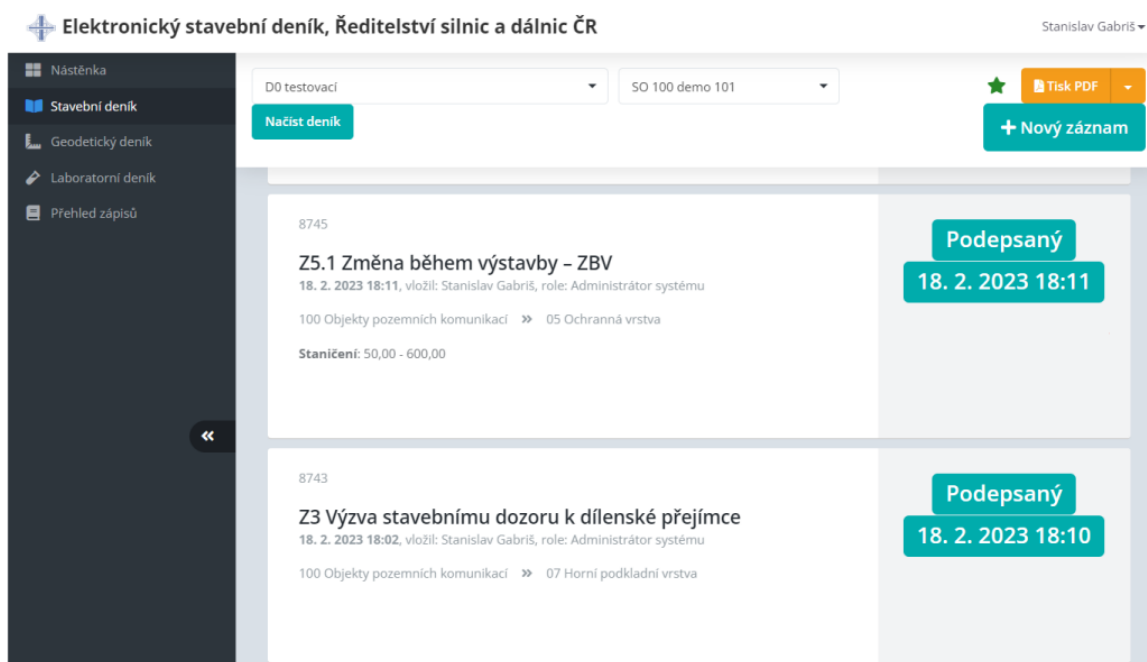 Elektronický stavební deník, Ředitelství silnic a dálnic ČR
Stanislav Gabriš
Nástěnka
Stavební deník
Geodetický deník
Laboratorní deník
Přehled zápisů
D0 testovací
SO 100 demo 101
Tisk PDF
Načíst deník
Nový záznam
8745
Z5.1 Změna během výstavby – ZBV
18. 2. 2023 18:11, vložil: Stanislav Gabriš, role: Administrátor systému
100 Objekty pozemních komunikací » 05 Ochranná vrstva
Staničení: 50,00 - 600,00
Podepsaný
18. 2. 2023 18:11
8743
Z3 Výzva stavebnímu dozoru k dílenské přejímce
18. 2. 2023 18:02, vložil: Stanislav Gabriš, role: Administrátor systému
100 Objekty pozemních komunikací » 07 Horní podkladní vrstva
Podepsaný
18. 2. 2023 18:10